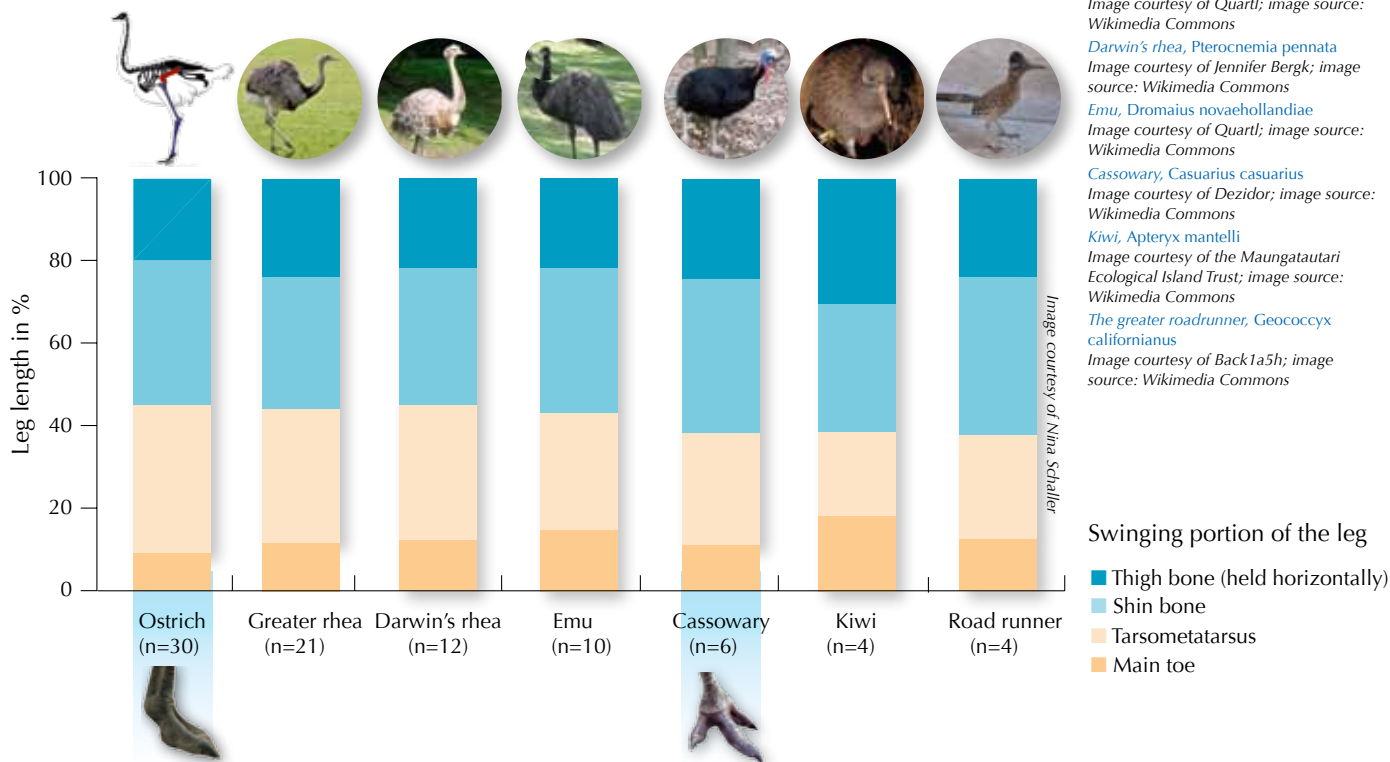 Image courtesy of Quartl; image source:
Wikimedia Commons
Darwin's rhea, Pterocnemia pennata
Image courtesy of Jennifer Bergk; image
source: Wikimedia Commons
Emu, Dromaius novaehollandiae
Image courtesy of Quartl; image source:
Wikimedia Commons
Cassowary, Casuarius casuarius
Image courtesy of Dezidor; image source:
Wikimedia Commons
Kiwi, Apteryx mantelli
Image courtesy of the Maungatautari
Ecological Island Trust; image source:
Wikimedia Commons
The greater roadrunner, Geococcyx
californianus
Image courtesy of Back1a5h; image
source: Wikimedia Commons
Leg length in %
100
80
60
40
20
0
Image courtesy of Nina Schaller
Ostrich
(n=30)
Greater rhea
(n=21)
Darwin's rhea
(n=12)
Emu
(n=10)
Cassowary
(n=6)
Kiwi
(n=4)
Road runner
(n=4)
Swinging portion of the leg
Thigh bone (held horizontally)
Shin bone
Tarsometatarsus
Main toe